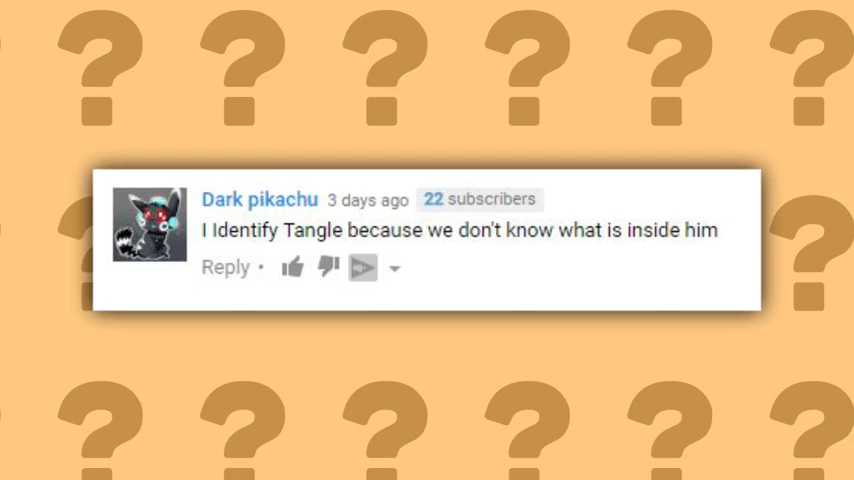 Dark pikachu 3 days ago 22 subscribers
I Identify Tangle because we don't know what is inside him
Reply •